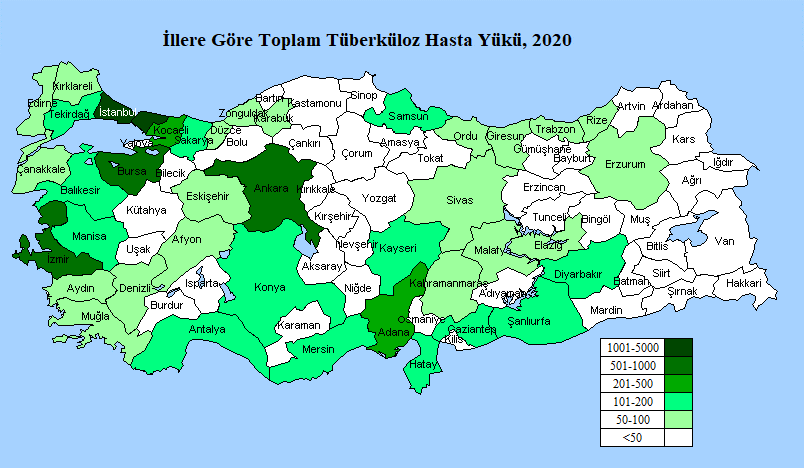 İllere Göre Toplam Tüberküloz Hasta Yükü, 2020
Kırklareli
Edirne
Tekirdağ
İstanbul
Kocaeli
Yalova
Sakarya
Düzce
Zonguldak
Bartın
Karabük
Kastamonu
Sinop
Samsun
Bolu
Çankırı
Çorum
Amasya
Tokat
Ordu
Giresun
Trabzon
Rize
Artvin
Ardahan
Gümüşhane
Bayburt
Erzurum
Kars
Iğdır
Ağrı
Çanakkale
Balıkesir
Bursa
Bilecik
Eskişehir
Ankara
Kırıkkale
Yozgat
Sivas
Erzincan
Tunceli
Bingöl
Muş
Bitlis
Van
Kütahya
Manisa
Uşak
Afyon
Kırşehir
Nevşehir
Kayseri
Malatya
Elazığ
İzmir
Aydın
Denizli
Isparta
Burdur
Konya
Aksaray
Niğde
Kahramanmaraş
Adıyaman
Diyarbakır
Batman
Siirt
Şırnak
Hakkari
Muğla
Antalya
Karaman
Mersin
Adana
Osmaniye
Gaziantep
Kilis
Şanlıurfa
Mardin
Hatay
1001-5000
501-1000
201-500
101-200
50-100
<50